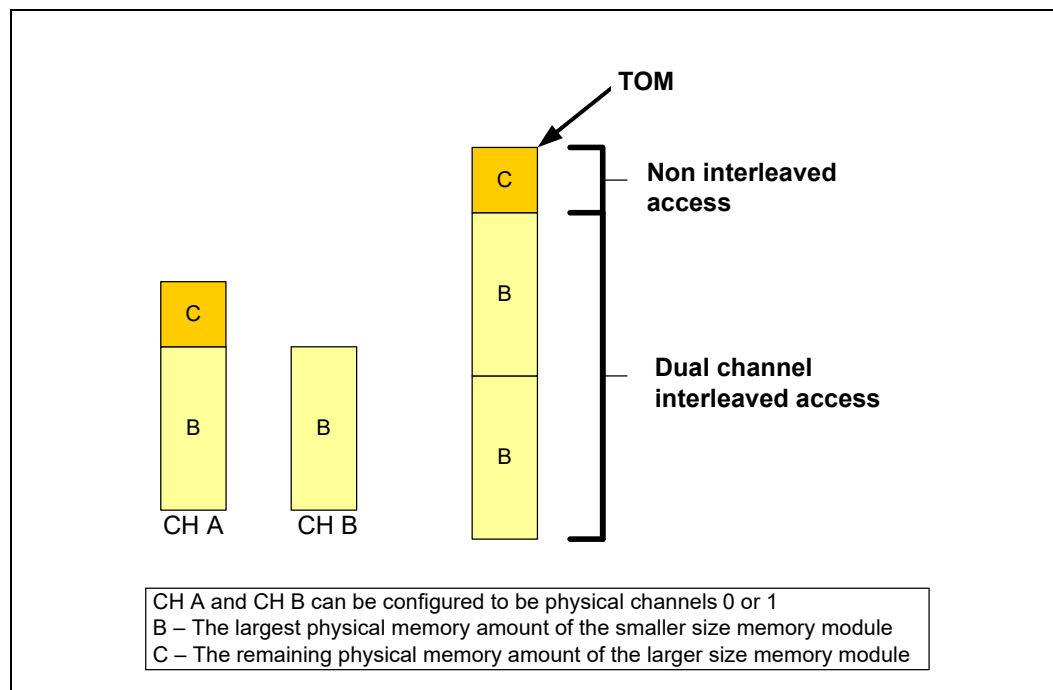 TOM
C
Non interleaved
access
B
C
B
B
Dual channel
interleaved access
B
CH A
CH B
CH A and CH B can be configured to be physical channels 0 or 1
B – The largest physical memory amount of the smaller size memory module
C – The remaining physical memory amount of the larger size memory module